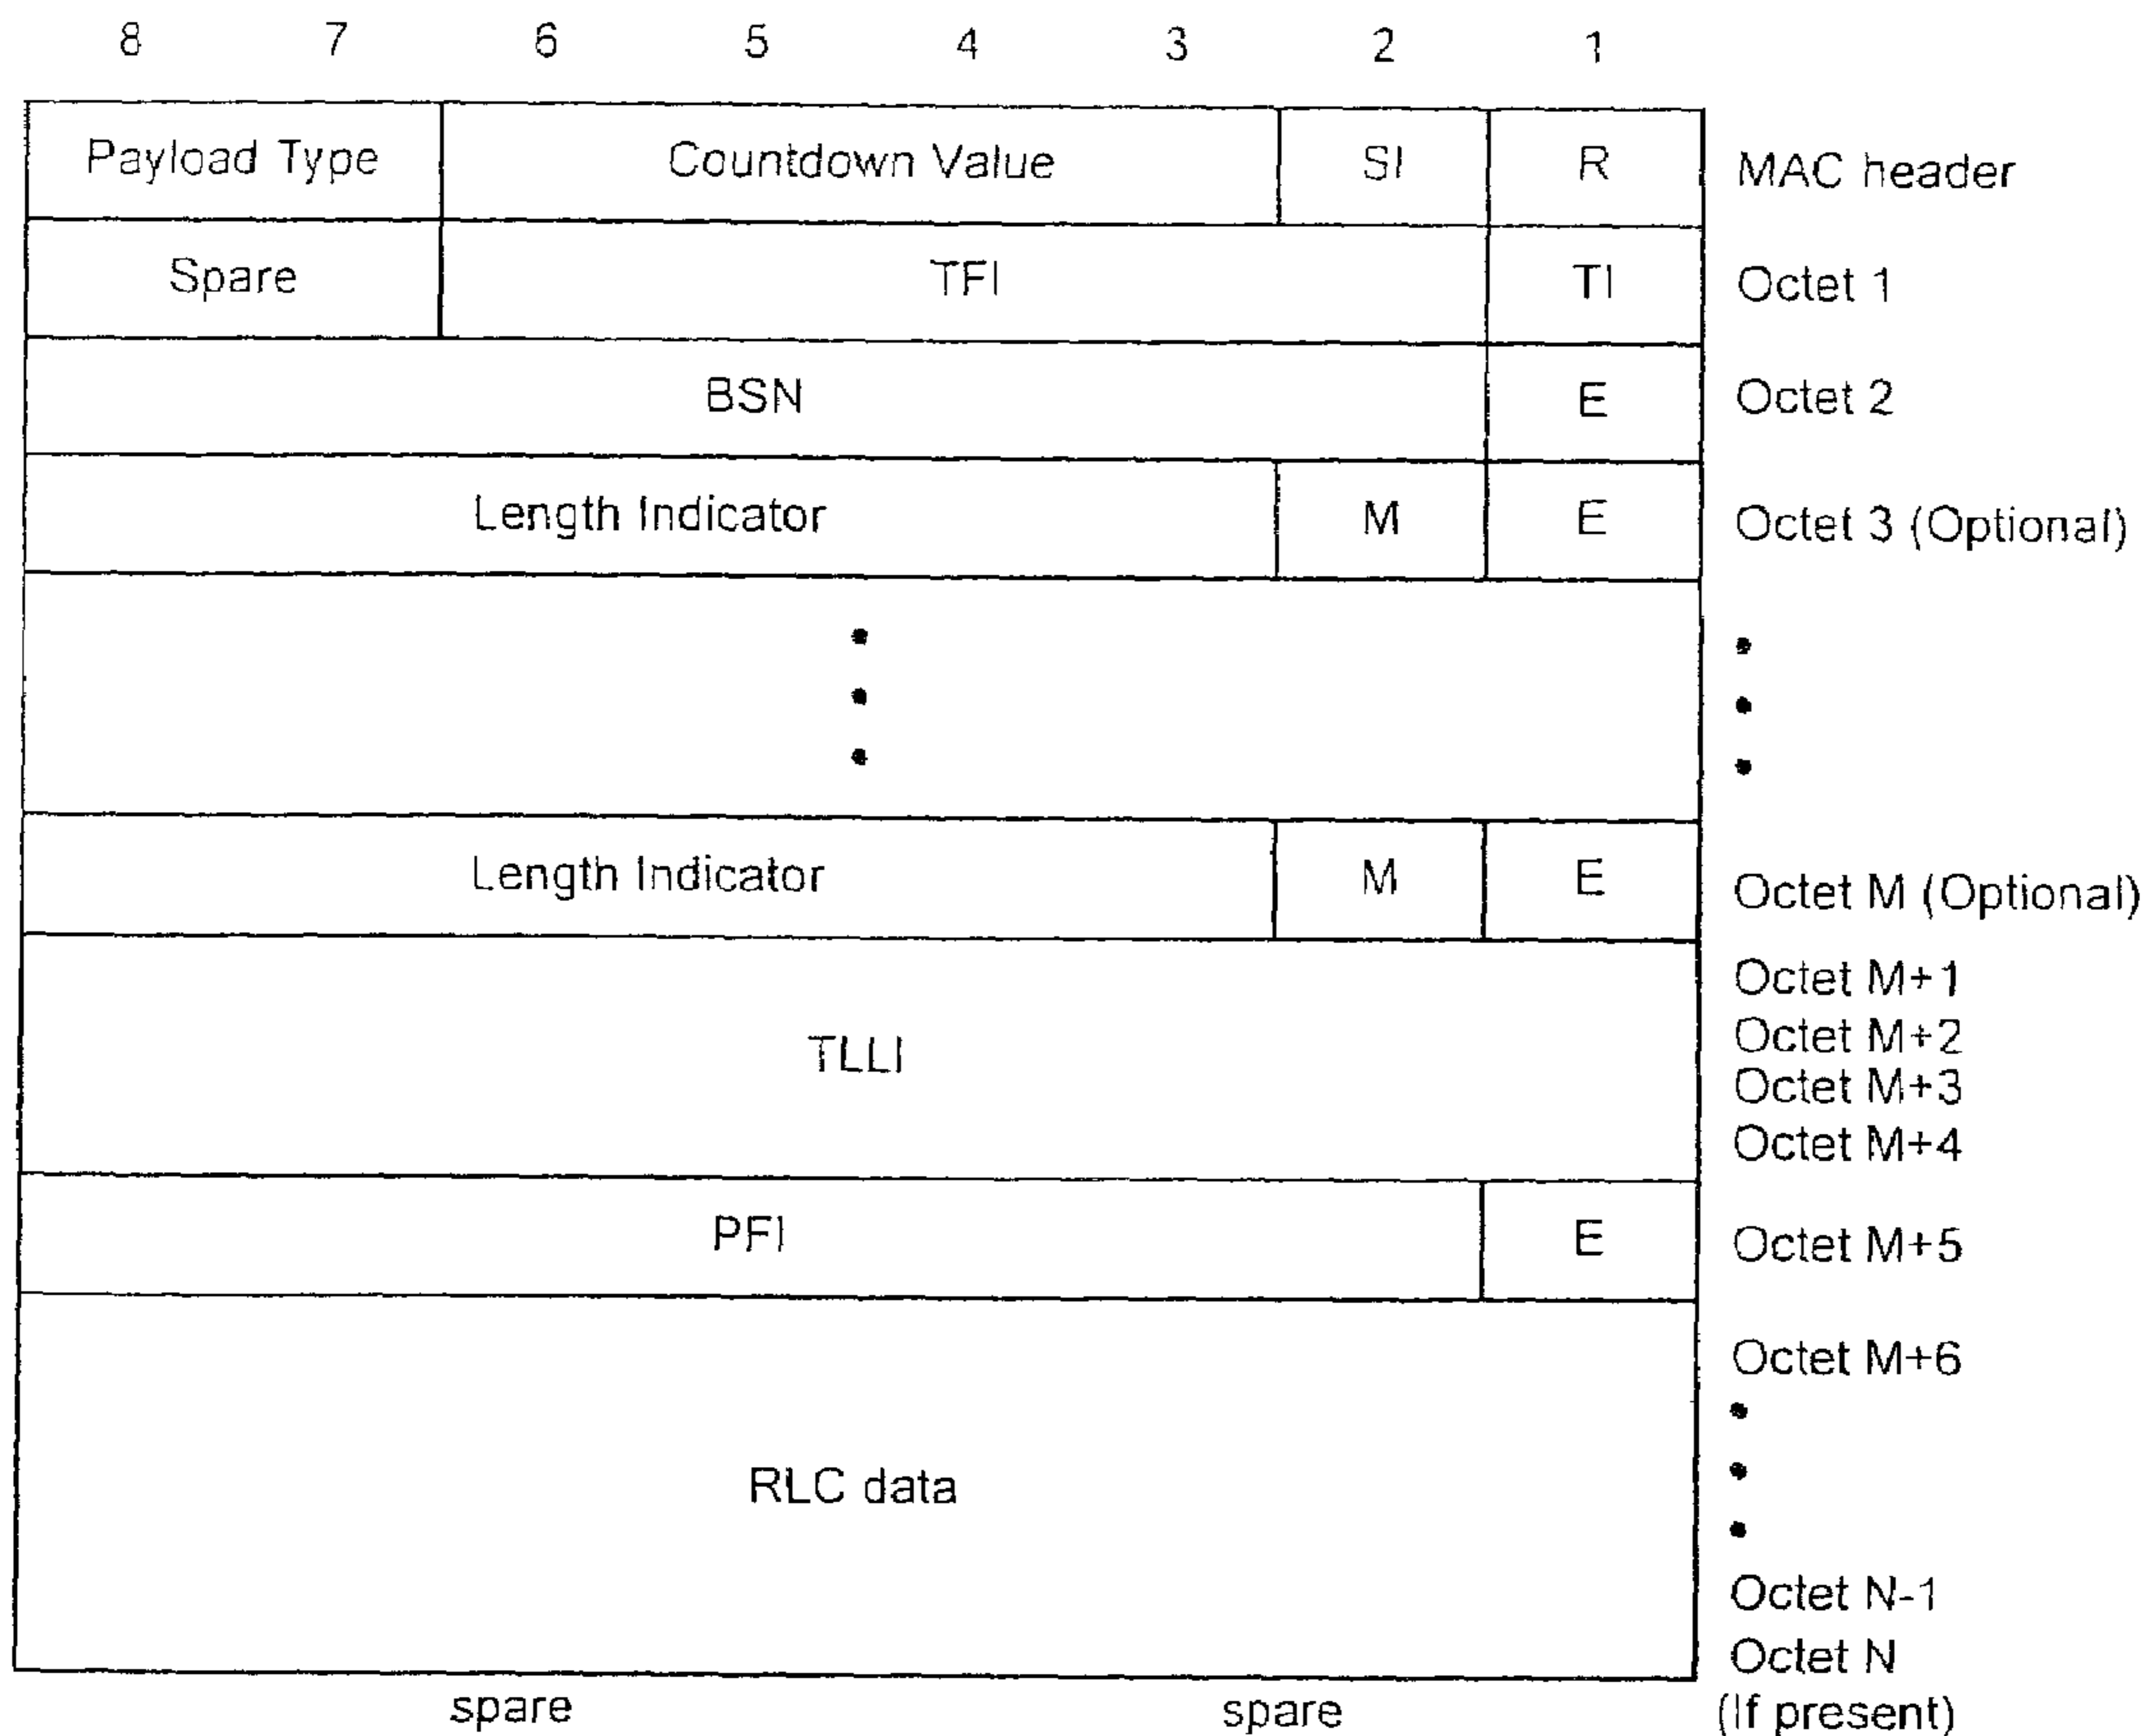 8 7 6 5 4 3 2 1
Payload Type Countdown Value SI R MAC header
Spare TFI TI Octet 1
BSN E Octet 2
Length Indicator M E Octet 3 (Optional)
Length Indicator M E Octet M (Optional)
Octet M+1
Octet M+2
TLLI
Octet M+3
Octet M+4
PFI E Octet M+5
Octet M+6
RLC data
Octet N-1
Octet N
spare spare (If present)